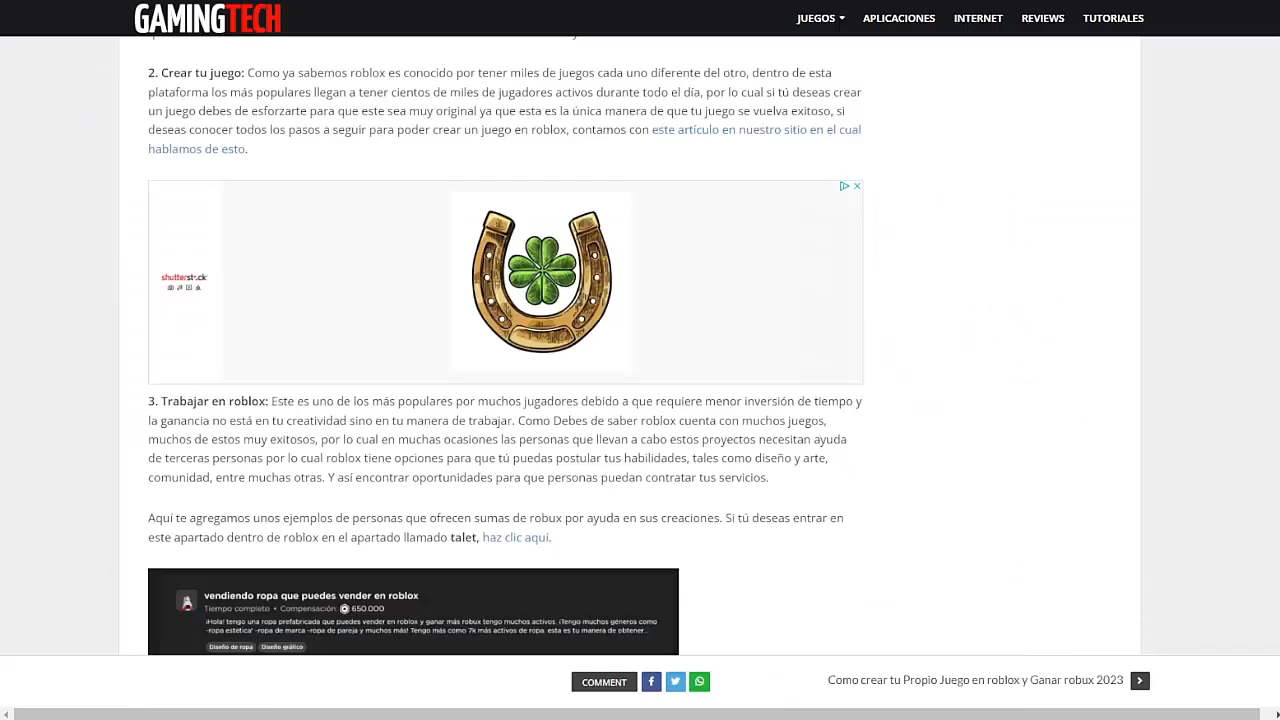 GAMINGTECH
JUEGOS APLICACIONES INTERNET REVIEWS TUTORIALES
2. Crear tu juego: Como ya sabemos roblox es conocido por tener miles de juegos cada uno diferente del otro, dentro de esta
plataforma los más populares llegan a tener cientos de miles de jugadores activos durante todo el día, por lo cual si tú deseas crear
un juego debes de esforzarte para que este sea muy original ya que esta es la única manera de que tu juego se vuelva exitoso, si
deseas conocer todos los pasos a seguir para poder crear un juego en roblox, contamos con este artículo en nuestro sitio en el cual
hablamos de esto.
shutterstock
3. Trabajar en roblox: Este es uno de los más populares por muchos jugadores debido a que requiere menor inversión de tiempo y
la ganancia no está en tu creatividad sino en tu manera de trabajar. Como Debes de saber roblox cuenta con muchos juegos,
muchos de estos muy exitosos, por lo cual en muchas ocasiones las personas que llevan a cabo estos proyectos necesitan ayuda
de terceras personas por lo cual roblox tiene opciones para que tú puedas postular tus habilidades, tales como diseño y arte,
comunidad, entre muchas otras. Y así encontrar oportunidades para que personas puedan contratar tus servicios.
Aquí te agregamos unos ejemplos de personas que ofrecen sumas de robux por ayuda en sus creaciones. Si tú deseas entrar en
este apartado dentro de roblox en el apartado llamado talet, haz clic aquí.
vendiendo ropa que puedes vender en roblox
Tiempo completo • Compensación: 650.000
¡Hola! tengo una ropa prefabricada que puedes vender en roblox y ganar más robux tengo muchos activos. ¡Tengo muchos géneros como
-ropa estética' -ropa de marca -ropa de pareja y muchos más! Tengo más como 7k más activos de ropa. esta es tu manera de obtener...
Diseño de ropa Diseño gráfico
COMMENT
Como crear tu Propio Juego en roblox y Ganar robux 2023